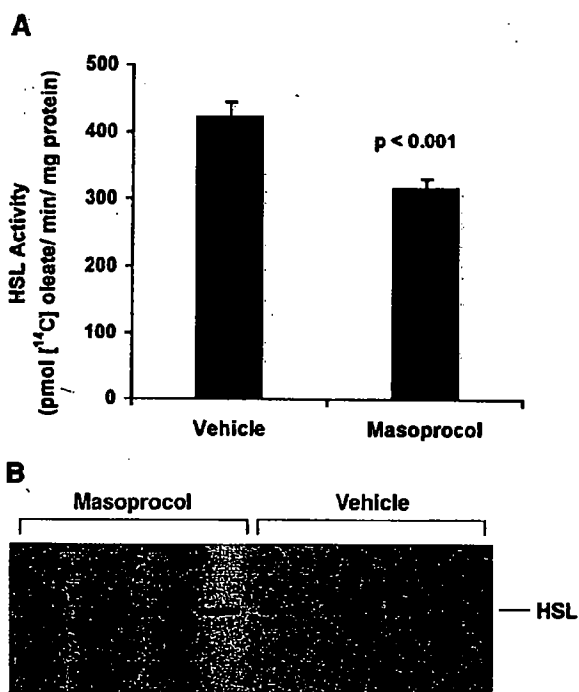 A
HSL Activity
(pmol [¹⁴C] oleate/ min/ mg protein)
500
400
300
200
100
0
p < 0.001
Vehicle
Masoprocol
B
Masoprocol
Vehicle
HSL